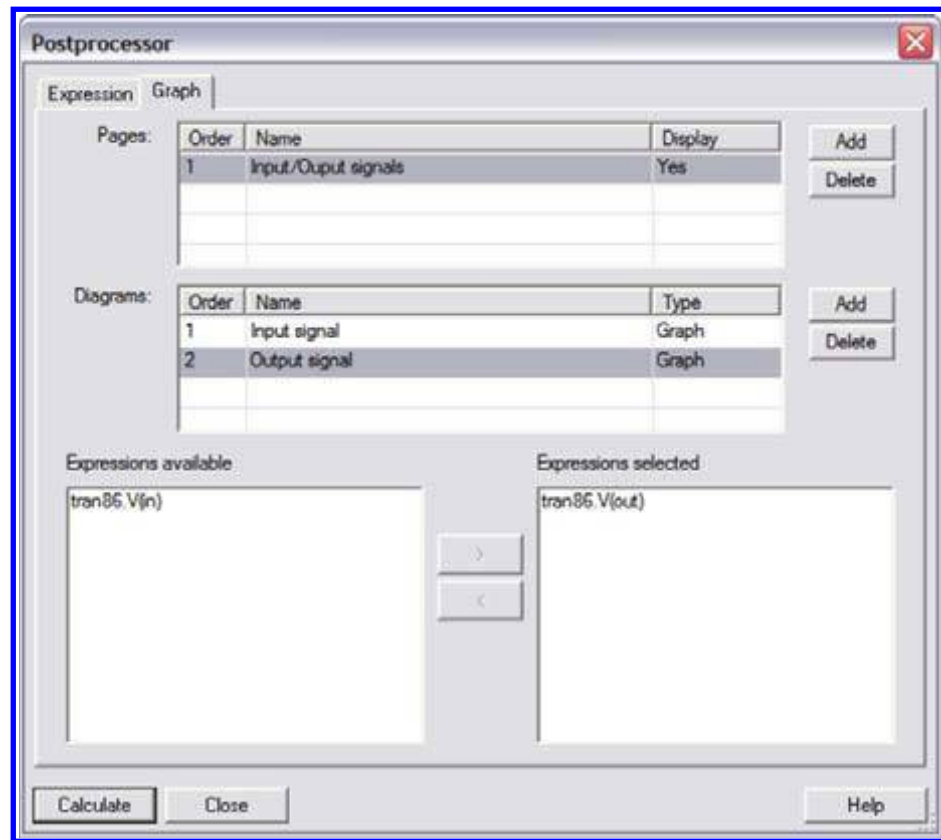 Postprocessor
Expression Graph
Pages: Order Name Display Add
1 Input/Ouput signals Yes Delete
Diagrams: Order Name Type Add
1 Input signal Graph Delete
2 Output signal Graph
Expressions available Expressions selected
tran86.V(in) tran86.V(out)
>
<
Calculate Close Help